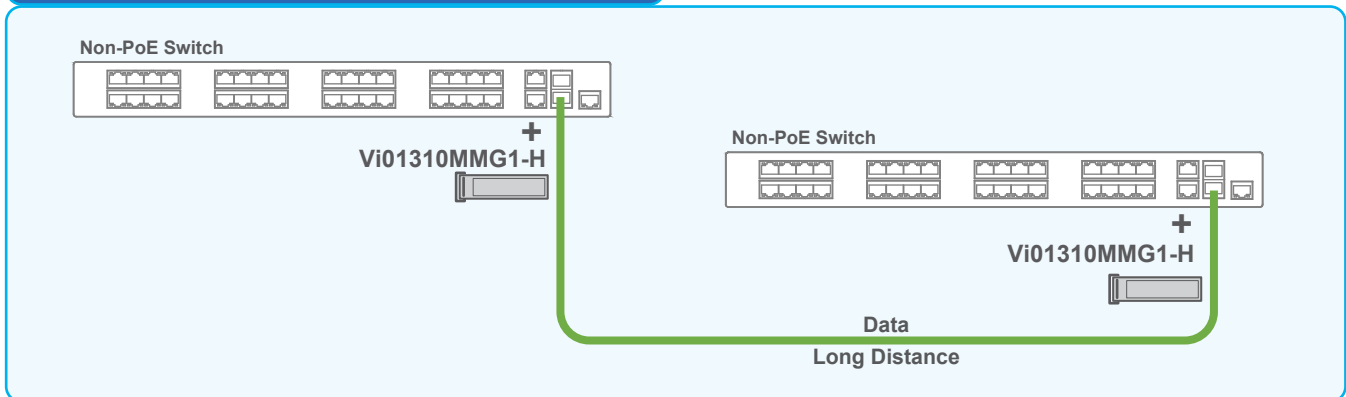 Non-PoE Switch
+
Vi01310MMG1-H
Non-PoE Switch
+
Vi01310MMG1-H
Data
Long Distance